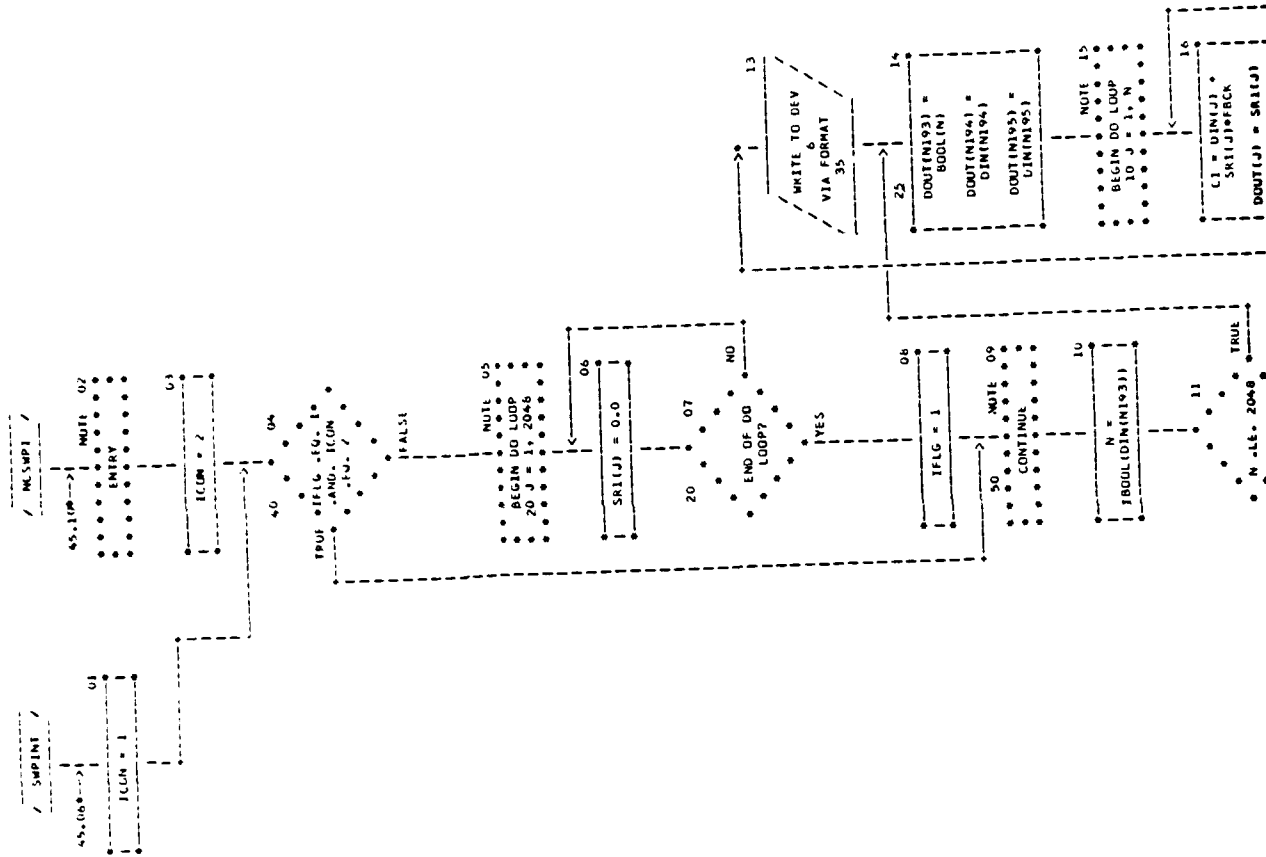 / SWPINT /
45.06*--->
01
ICON = 1
/ MCSWPI /
45.10*--->
NOTE 02
ENTRY
03
ICON = 2
40
04
IFLG .EQ. 1
.AND. ICON
.EQ. 2
TRUE
FALSE
NOTE 05
BEGIN DO LOOP
20 J = 1, 2048
06
SR1(J) = 0.0
20
07
END OF DO
LOOP?
NO
YES
08
IFLG = 1
50
NOTE 09
CONTINUE
10
N =
IBOOL(DIN(N193))
11
N .LE. 2048
TRUE
13
WRITE TO DEV
6
VIA FORMAT
35
25
14
DOUT(N193) =
BOOL(N)
DOUT(N194) =
DIN(N194)
DOUT(N195) =
DIN(N195)
NOTE 15
BEGIN DO LOOP
10 J = 1, N
16
C1 = DIN(J) +
SR1(J)*FBCK
DOUT(J) = SR1(J)